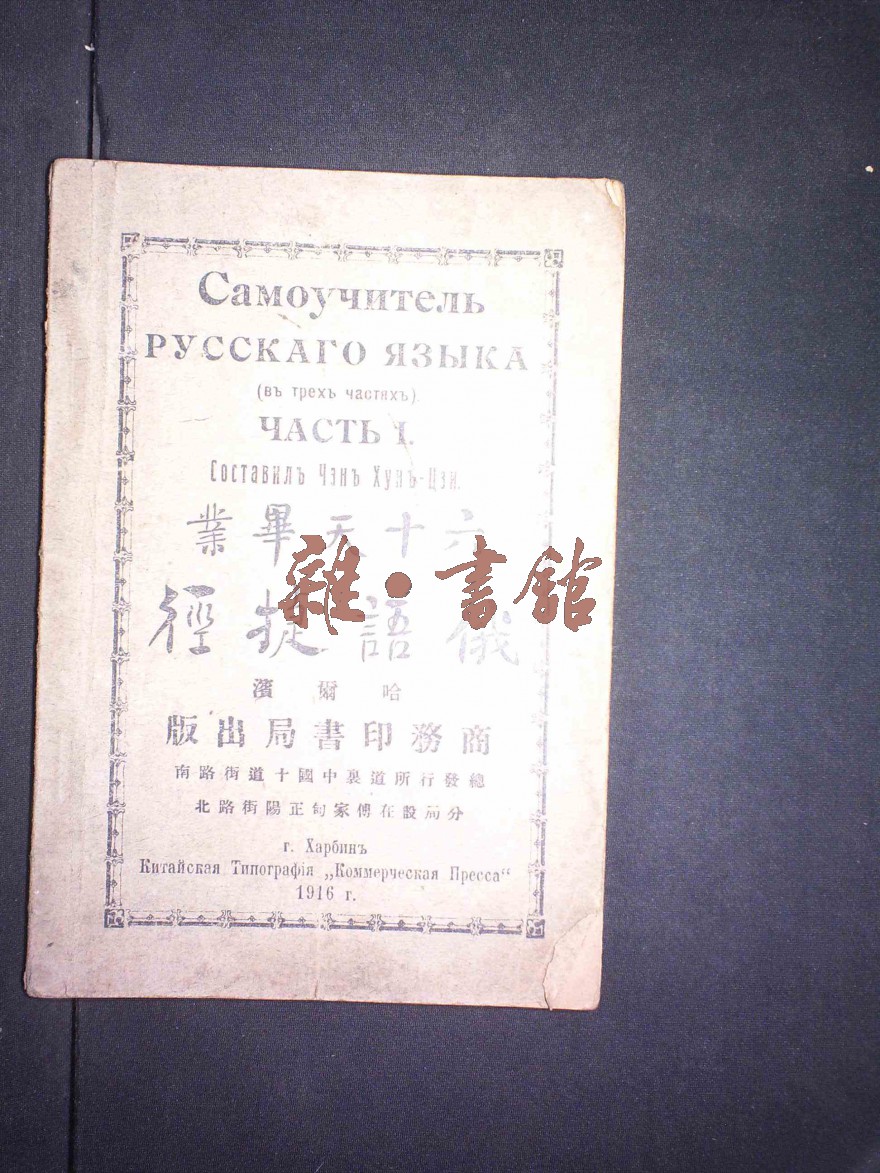 Самоучитель
РУССКАГО ЯЗЫКА
(въ трехъ частяхъ).
ЧАСТЬ I.
Составилъ Чэнъ Хунъ-Цзи.
六十天畢業
俄語捷徑
哈爾濱
商務印書局出版
總發行所道裏中國十道街路南
分局設在傅家甸正陽街路北
г. Харбинъ
Китайская Типографія „Коммерческая Пресса“
1916 г.
雜·書館